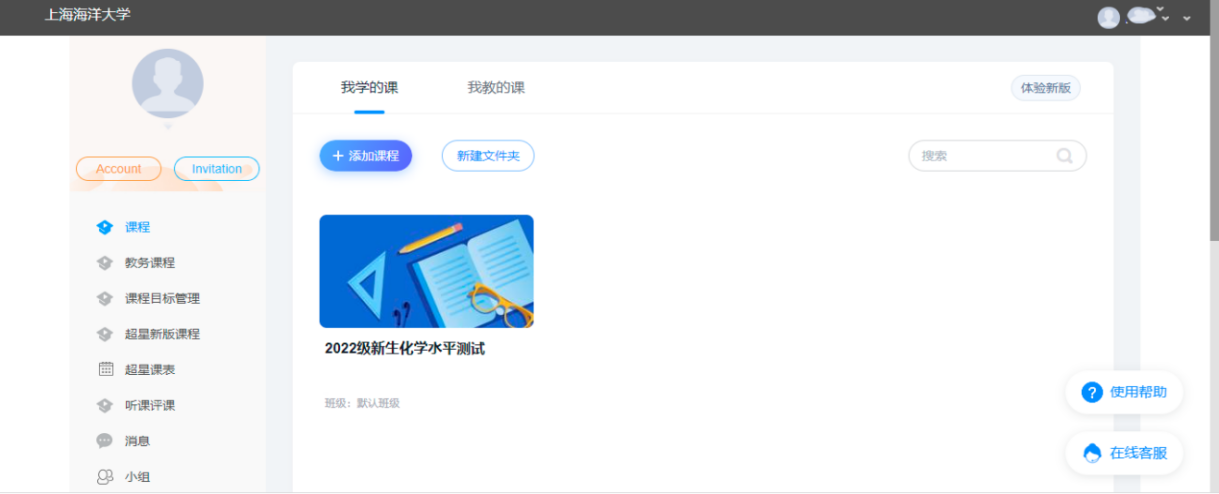 上海海洋大学
Account
Invitation
课程
教务课程
课程目标管理
超星新版课程
超星课表
听课评课
消息
小组
我学的课
我教的课
体验新版
+ 添加课程
新建文件夹
搜索
2022级新生化学水平测试
班级：默认班级
使用帮助
在线客服